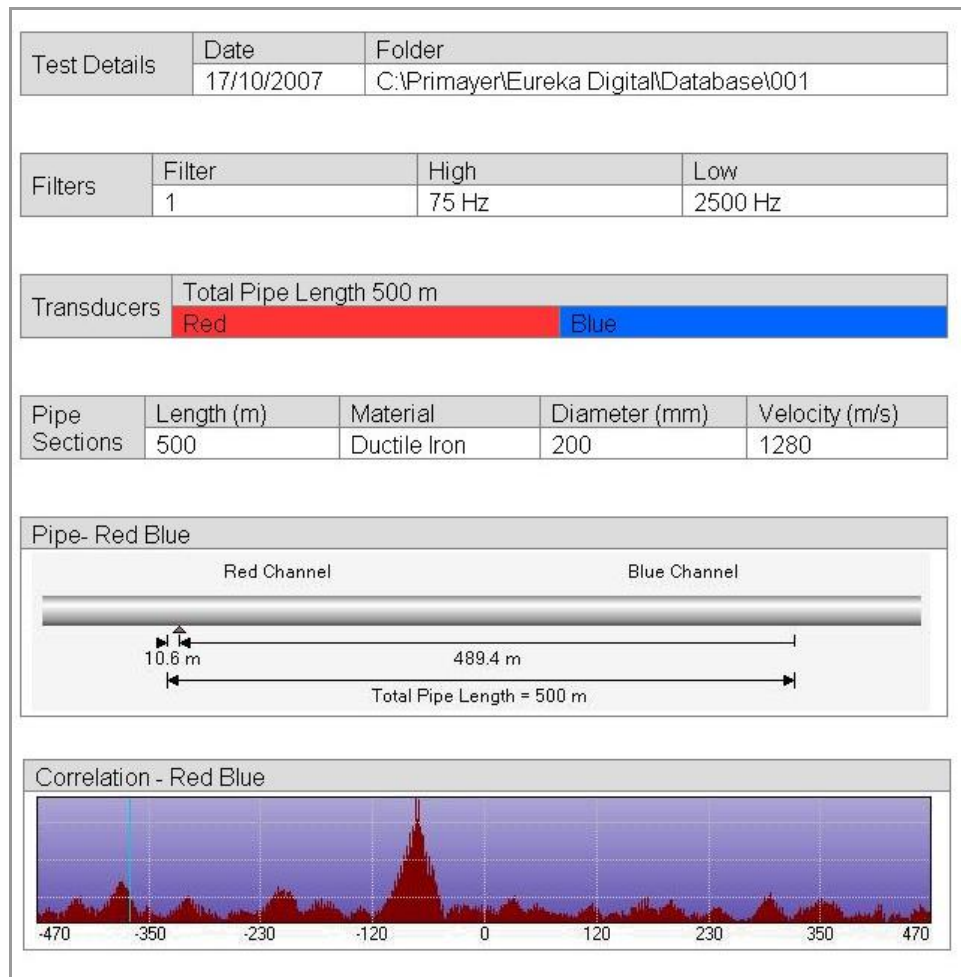 Test Details
Date Folder
17/10/2007 C:\Primayer\Eureka Digital\Database\001
Filters
Filter High Low
1 75 Hz 2500 Hz
Transducers
Total Pipe Length 500 m
Red Blue
Pipe Sections
Length (m) Material Diameter (mm) Velocity (m/s)
500 Ductile Iron 200 1280
Pipe- Red Blue
Red Channel Blue Channel
10.6 m 489.4 m
Total Pipe Length = 500 m
Correlation - Red Blue
-470 -350 -230 -120 0 120 230 350 470